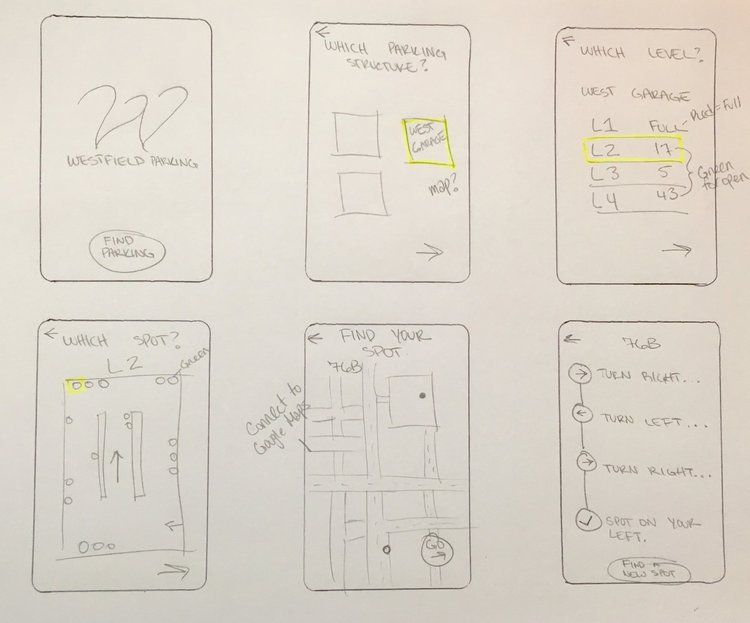 W
WESTFIELD PARKING
FIND
PARKING
WHICH PARKING
STRUCTURE?
WEST
GARAGE
map?
WHICH LEVEL?
WEST GARAGE
L1 FULL
Red = Full
L2 17
L3 5
L4 43
Green
for open
WHICH SPOT?
L2
Green
FIND YOUR
SPOT.
76B
Connect to
Google Maps
GO
76B
TURN RIGHT...
TURN LEFT....
TURN RIGHT...
SPOT ON YOUR
LEFT.
FIND A
NEW SPOT